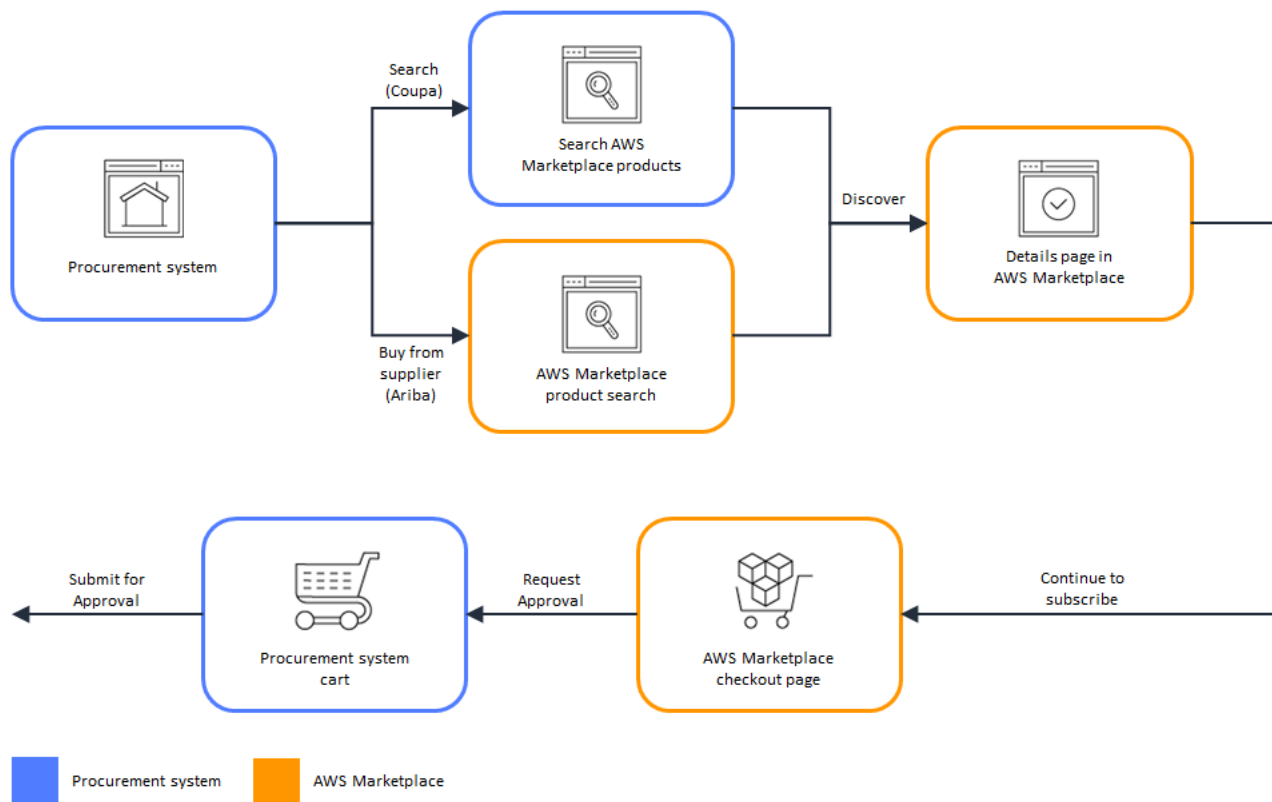 Search
(Coupa)
Search AWS
Marketplace products
Procurement system
Discover
Details page in
AWS Marketplace
Buy from
supplier
(Ariba)
AWS Marketplace
product search
Submit for
Approval
Procurement system
cart
Request
Approval
AWS Marketplace
checkout page
Continue to
subscribe
Procurement system
AWS Marketplace